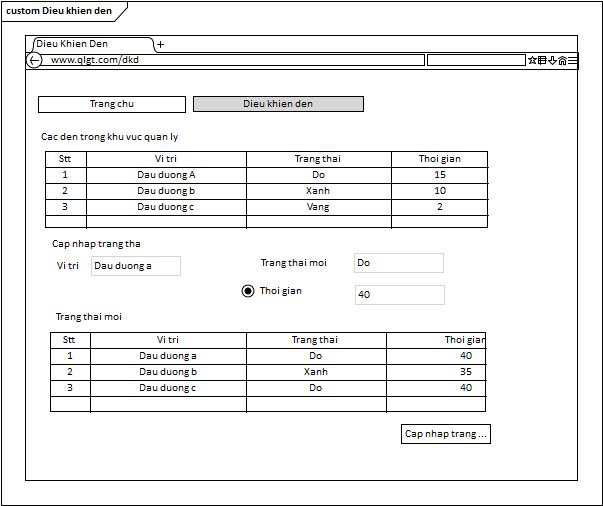 custom Dieu khien den
Dieu Khien Den +
www.qlgt.com/dkd
Trang chu Dieu khien den
Cac den trong khu vuc quan ly
Stt Vi tri Trang thai Thoi gian
1 Dau duong A Do 15
2 Dau duong b Xanh 10
3 Dau duong c Vang 2
Cap nhap trang tha
Vi tri Dau duong a Trang thai moi Do
Thoi gian 40
Trang thai moi
Stt Vi tri Trang thai Thoi gian
1 Dau duong a Do 40
2 Dau duong b Xanh 35
3 Dau duong c Do 40
Cap nhap trang ...